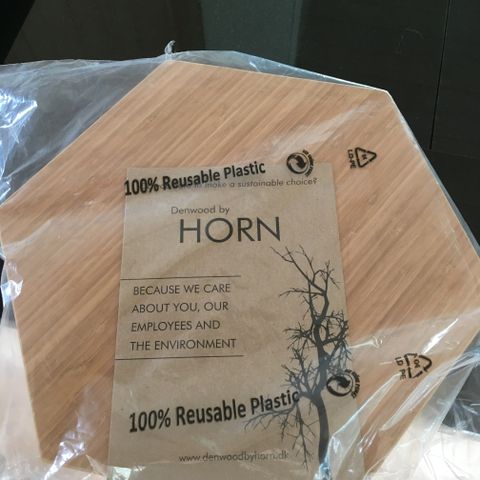 100% Reusable Plastic
to make a sustainable choice?
Denwood by
HORN
BECAUSE WE CARE
ABOUT YOU, OUR
EMPLOYEES AND
THE ENVIRONMENT
100% Reusable Plastic
www.denwoodbyhorn.dk